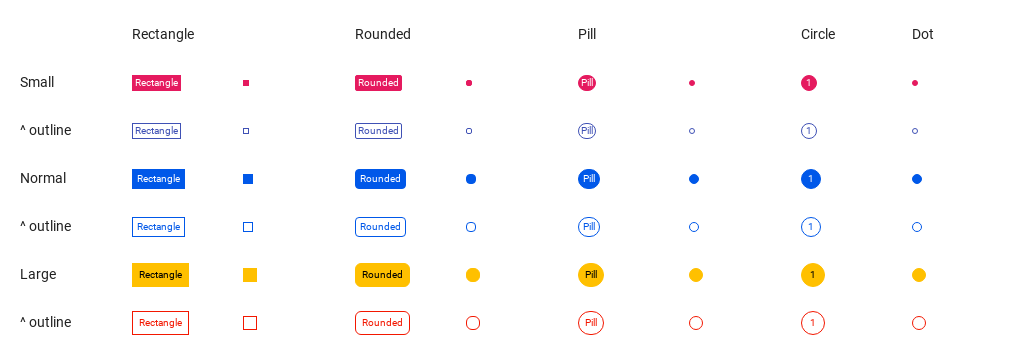 Rectangle Rounded Pill Circle Dot
Small Rectangle Rounded Pill 1
^ outline Rectangle Rounded Pill 1
Normal Rectangle Rounded Pill 1
^ outline Rectangle Rounded Pill 1
Large Rectangle Rounded Pill 1
^ outline Rectangle Rounded Pill 1